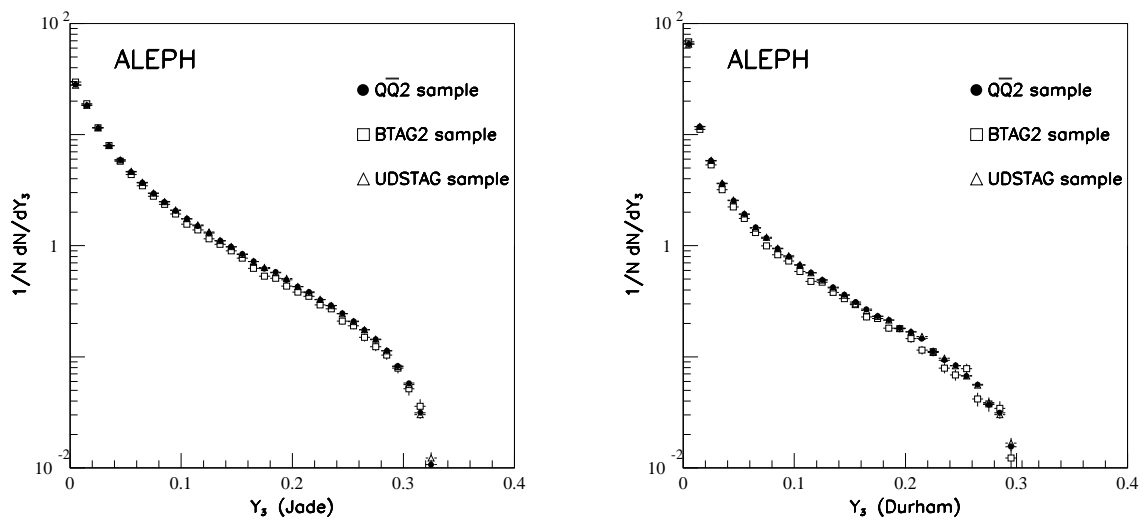 10 2
1
10 -2
0
0.1
0.2
0.3
0.4
1/N dN/dY3
Y3 (Jade)
ALEPH
QQ̅2 sample
BTAG2 sample
UDSTAG sample
10 2
1
10 -2
0
0.1
0.2
0.3
0.4
1/N dN/dY3
Y3 (Durham)
ALEPH
QQ̅2 sample
BTAG2 sample
UDSTAG sample